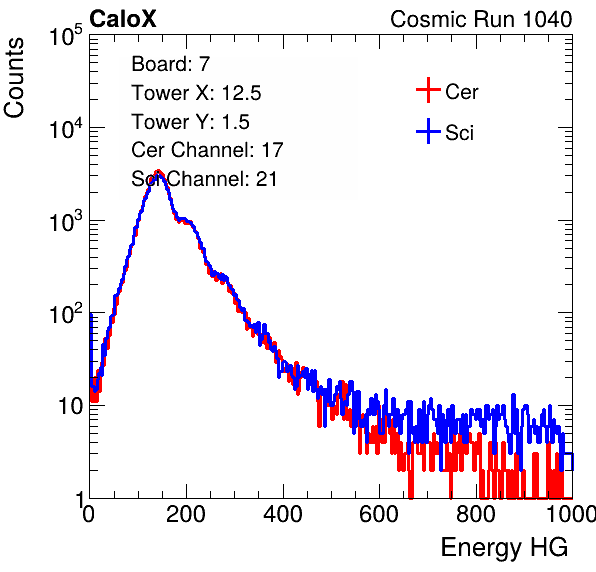 CaloX
Cosmic Run 1040
Counts
Board: 7
Tower X: 12.5
Tower Y: 1.5
Cer Channel: 17
Sci Channel: 21
Cer
Sci
10^5
10^4
10^3
10^2
10
1
0
200
400
600
800
1000
Energy HG